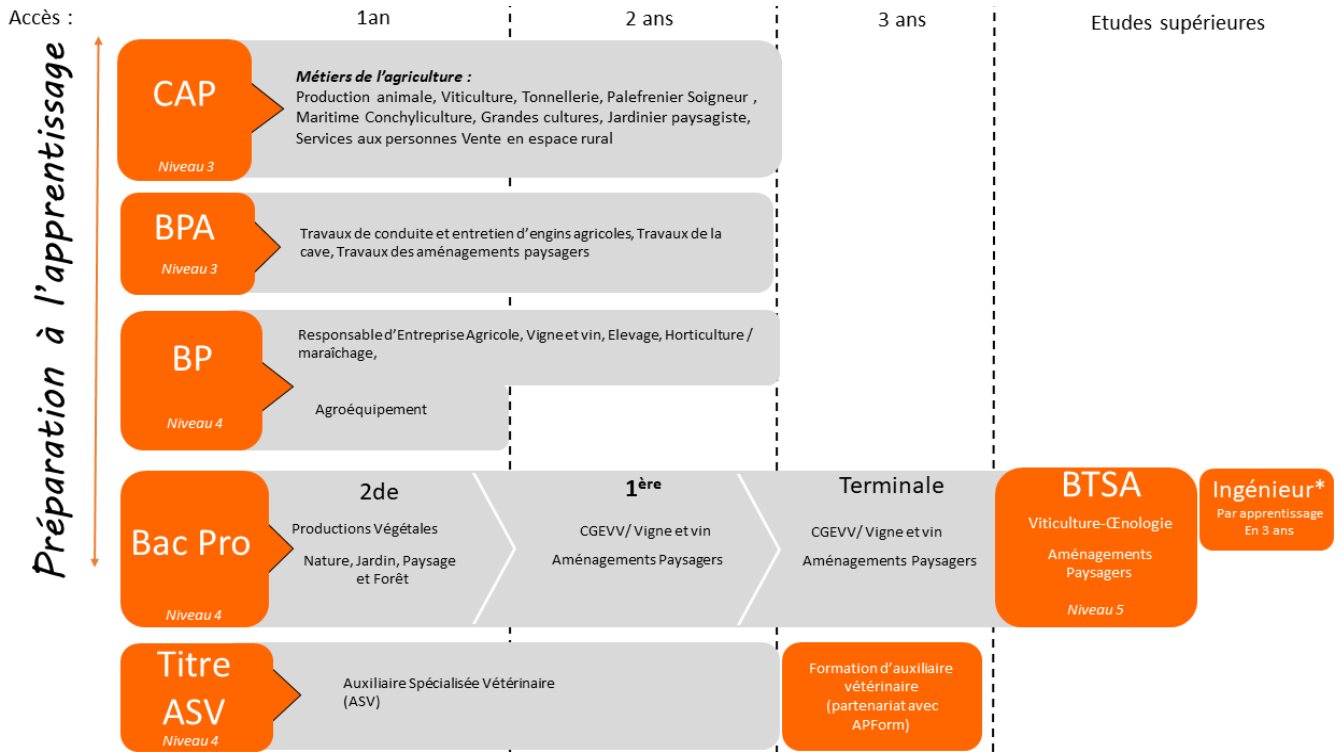 Accès :
1an
2 ans
3 ans
Etudes supérieures
Préparation à l'apprentissage
CAP
Niveau 3
Métiers de l'agriculture :
Production animale, Viticulture, Tonnellerie, Palefrenier Soigneur ,
Maritime Conchyliculture, Grandes cultures, Jardinier paysagiste,
Services aux personnes Vente en espace rural
BPA
Niveau 3
Travaux de conduite et entretien d'engins agricoles, Travaux de la
cave, Travaux des aménagements paysagers
BP
Niveau 4
Responsable d'Entreprise Agricole, Vigne et vin, Elevage, Horticulture /
maraîchage,
Agroéquipement
Bac Pro
Niveau 4
2de
Productions Végétales
Nature, Jardin, Paysage
et Forêt
1ère
CGEVV/ Vigne et vin
Aménagements Paysagers
Terminale
CGEVV/ Vigne et vin
Aménagements Paysagers
BTSA
Viticulture-Œnologie
Aménagements
Paysagers
Niveau 5
Ingénieur*
Par apprentissage
En 3 ans
Titre
ASV
Niveau 4
Auxiliaire Spécialisée Vétérinaire
(ASV)
Formation d'auxiliaire
vétérinaire
(partenariat avec
APForm)